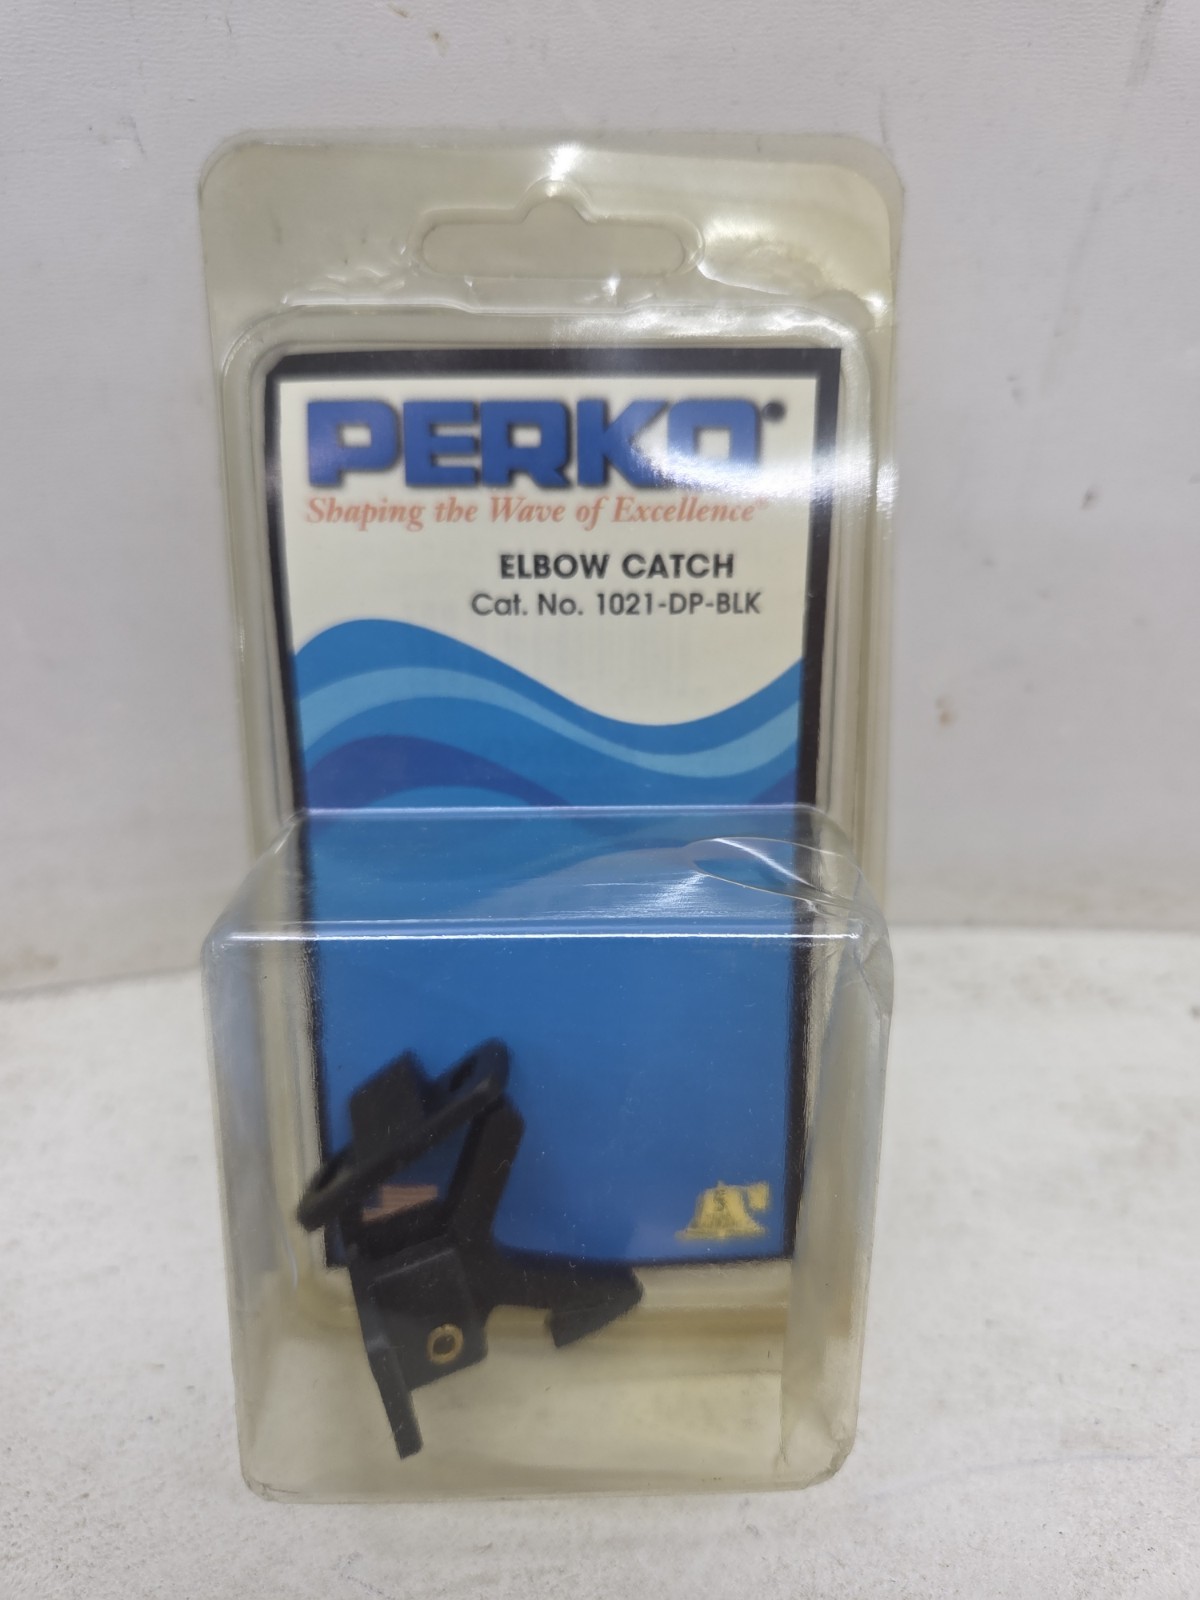 PERKO
Shaping the Wave of Excellence®
ELBOW CATCH
Cat. No. 1021-DP-BLK